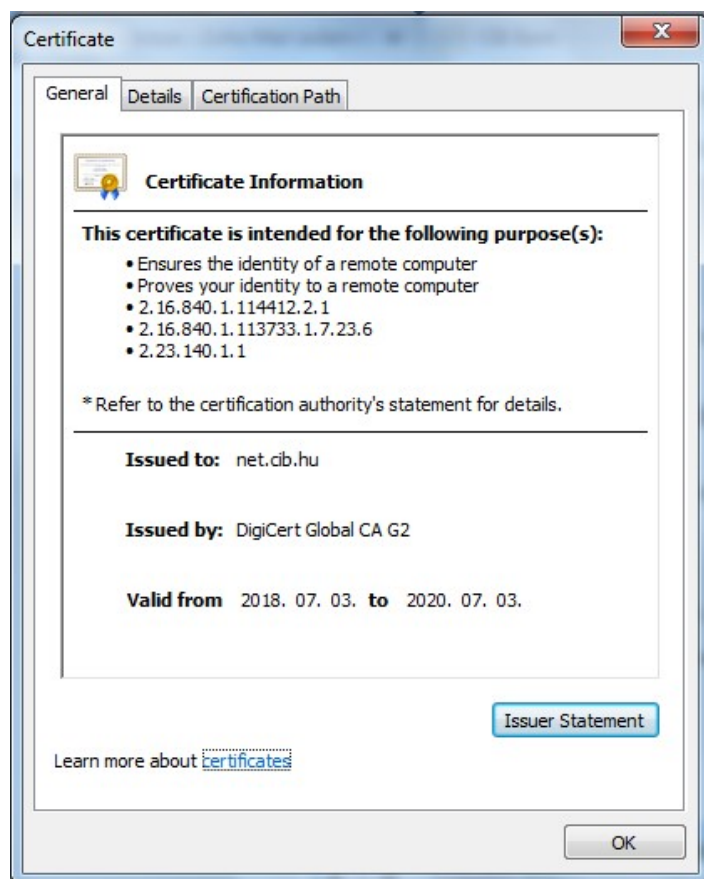 Certificate
General Details Certification Path
Certificate Information
This certificate is intended for the following purpose(s):
• Ensures the identity of a remote computer
• Proves your identity to a remote computer
• 2.16.840.1.114412.2.1
• 2.16.840.1.113733.1.7.23.6
• 2.23.140.1.1
* Refer to the certification authority's statement for details.
Issued to: net.cib.hu
Issued by: DigiCert Global CA G2
Valid from 2018. 07. 03. to 2020. 07. 03.
Issuer Statement
Learn more about certificates
OK